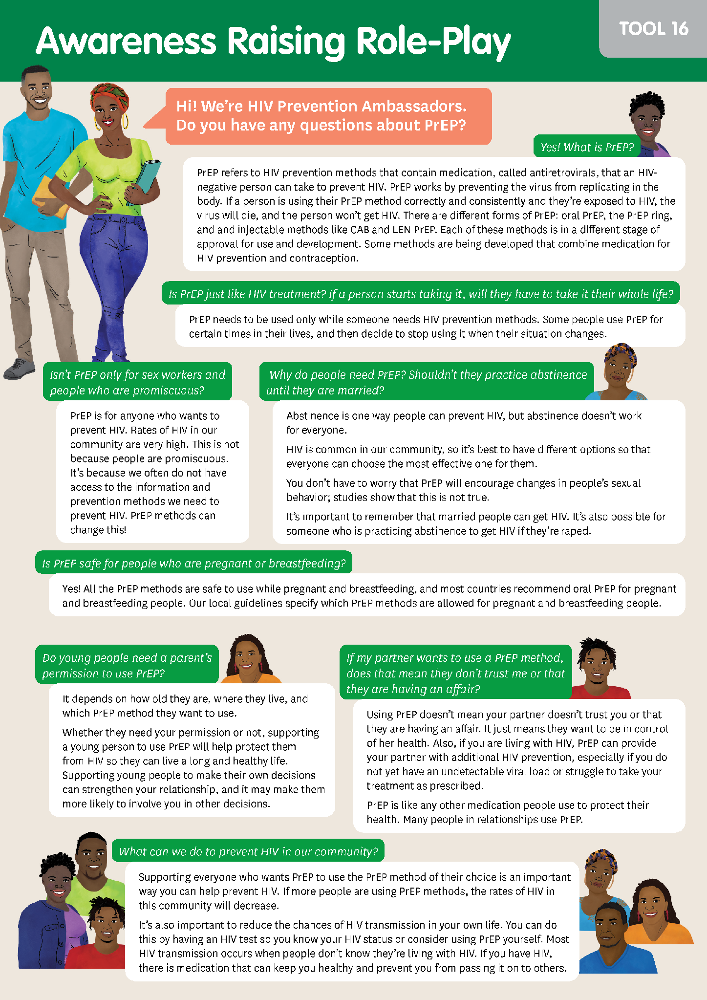 Awareness Raising Role-Play
TOOL 16
Hi! We're HIV Prevention Ambassadors.
Do you have any questions about PrEP?
Yes! What is PrEP?
PrEP refers to HIV prevention methods that contain medication, called antiretrovirals, that an HIV-
negative person can take to prevent HIV. PrEP works by preventing the virus from replicating in the
body. If a person is using their PrEP method correctly and consistently and they're exposed to HIV, the
virus will die, and the person won't get HIV. There are different forms of PrEP: oral PrEP, the PrEP ring,
and and injectable methods like CAB and LEN PrEP. Each of these methods is in a different stage of
approval for use and development. Some methods are being developed that combine medication for
HIV prevention and contraception.
Is PrEP just like HIV treatment? If a person starts taking it, will they have to take it their whole life?
PrEP needs to be used only while someone needs HIV prevention methods. Some people use PrEP for
certain times in their lives, and then decide to stop using it when their situation changes.
Isn't PrEP only for sex workers and
people who are promiscuous?
PrEP is for anyone who wants to
prevent HIV. Rates of HIV in our
community are very high. This is not
because people are promiscuous.
It's because we often do not have
access to the information and
prevention methods we need to
prevent HIV. PrEP methods can
change this!
Why do people need PrEP? Shouldn't they practice abstinence
until they are married?
Abstinence is one way people can prevent HIV, but abstinence doesn't work
for everyone.
HIV is common in our community, so it's best to have different options so that
everyone can choose the most effective one for them.
You don't have to worry that PrEP will encourage changes in people's sexual
behavior; studies show that this is not true.
It's important to remember that married people can get HIV. It's also possible for
someone who is practicing abstinence to get HIV if they're raped.
Is PrEP safe for people who are pregnant or breastfeeding?
Yes! All the PrEP methods are safe to use while pregnant and breastfeeding, and most countries recommend oral PrEP for pregnant
and breastfeeding people. Our local guidelines specify which PrEP methods are allowed for pregnant and breastfeeding people.
Do young people need a parent's
permission to use PrEP?
It depends on how old they are, where they live, and
which PrEP method they want to use.
Whether they need your permission or not, supporting
a young person to use PrEP will help protect them
from HIV so they can live a long and healthy life.
Supporting young people to make their own decisions
can strengthen your relationship, and it may make them
more likely to involve you in other decisions.
If my partner wants to use a PrEP method,
does that mean they don't trust me or that
they are having an affair?
Using PrEP doesn't mean your partner doesn't trust you or that
they are having an affair. It just means they want to be in control
of her health. Also, if you are living with HIV, PrEP can provide
your partner with additional HIV prevention, especially if you do
not yet have an undetectable viral load or struggle to take your
treatment as prescribed.
PrEP is like any other medication people use to protect their
health. Many people in relationships use PrEP.
What can we do to prevent HIV in our community?
Supporting everyone who wants PrEP to use the PrEP method of their choice is an important
way you can help prevent HIV. If more people are using PrEP methods, the rates of HIV in
this community will decrease.
It's also important to reduce the chances of HIV transmission in your own life. You can do
this by having an HIV test so you know your HIV status or consider using PrEP yourself. Most
HIV transmission occurs when people don't know they're living with HIV. If you have HIV,
there is medication that can keep you healthy and prevent you from passing it on to others.